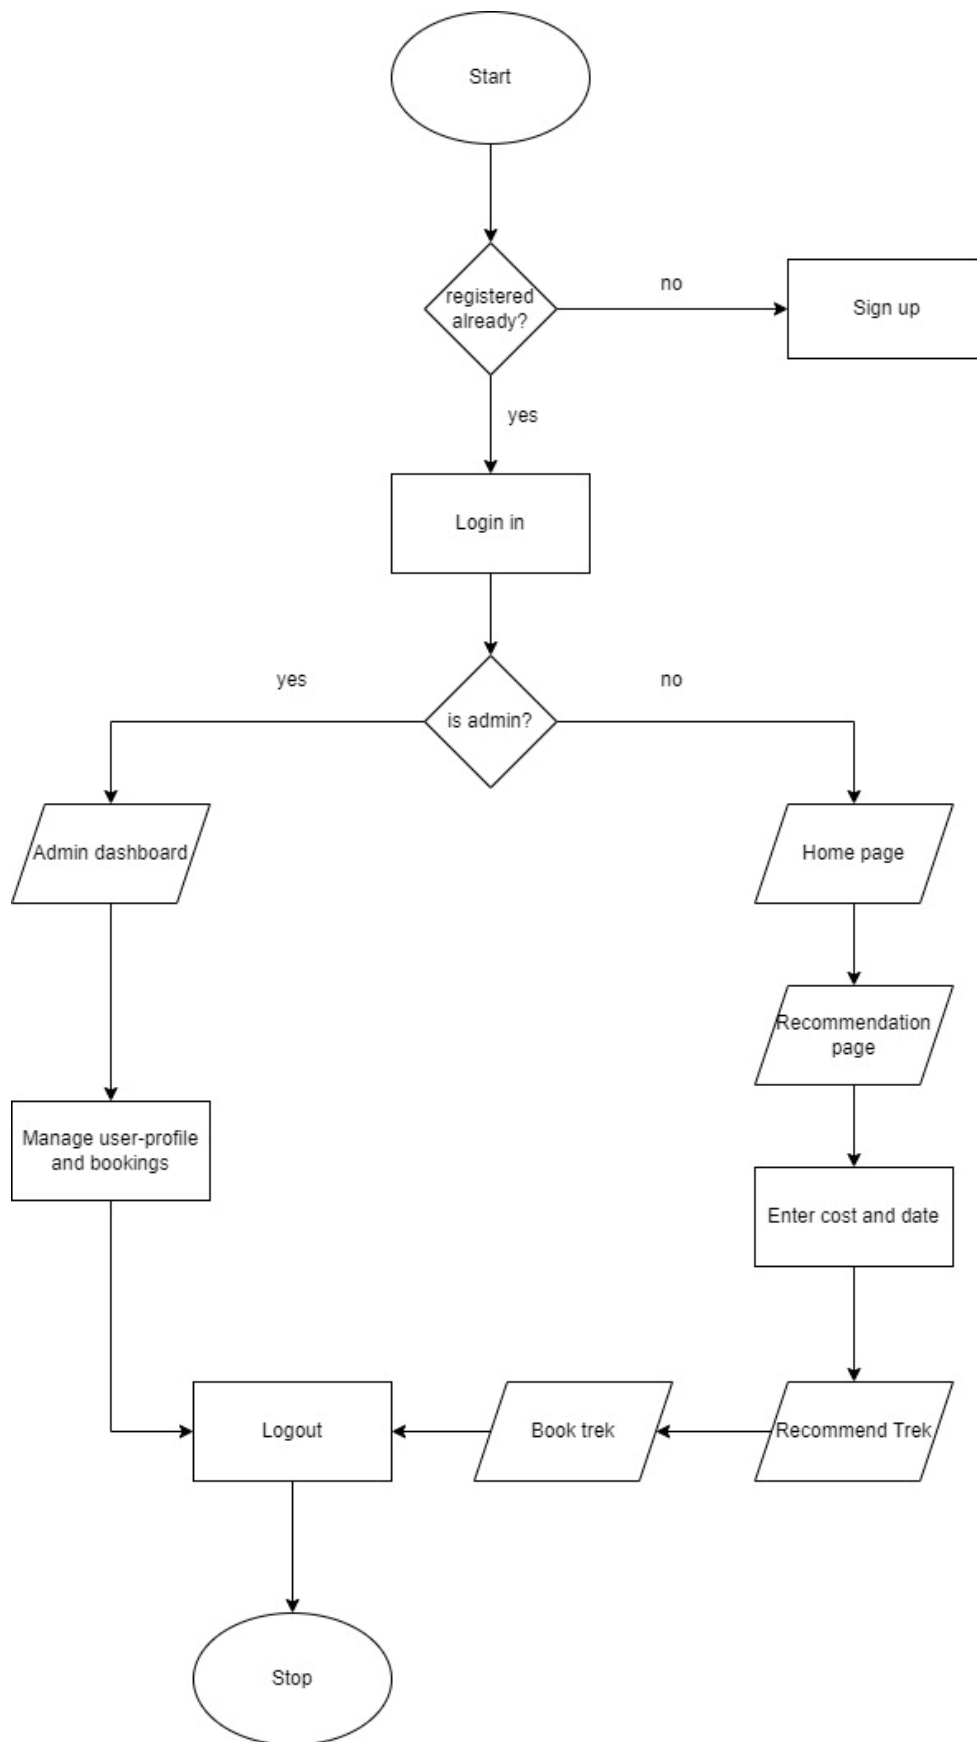 Start
registered
already?
no
Sign up
yes
Login in
yes
no
is admin?
Admin dashboard
Home page
Recommendation
page
Manage user-profile
and bookings
Enter cost and date
Logout
Book trek
Recommend Trek
Stop